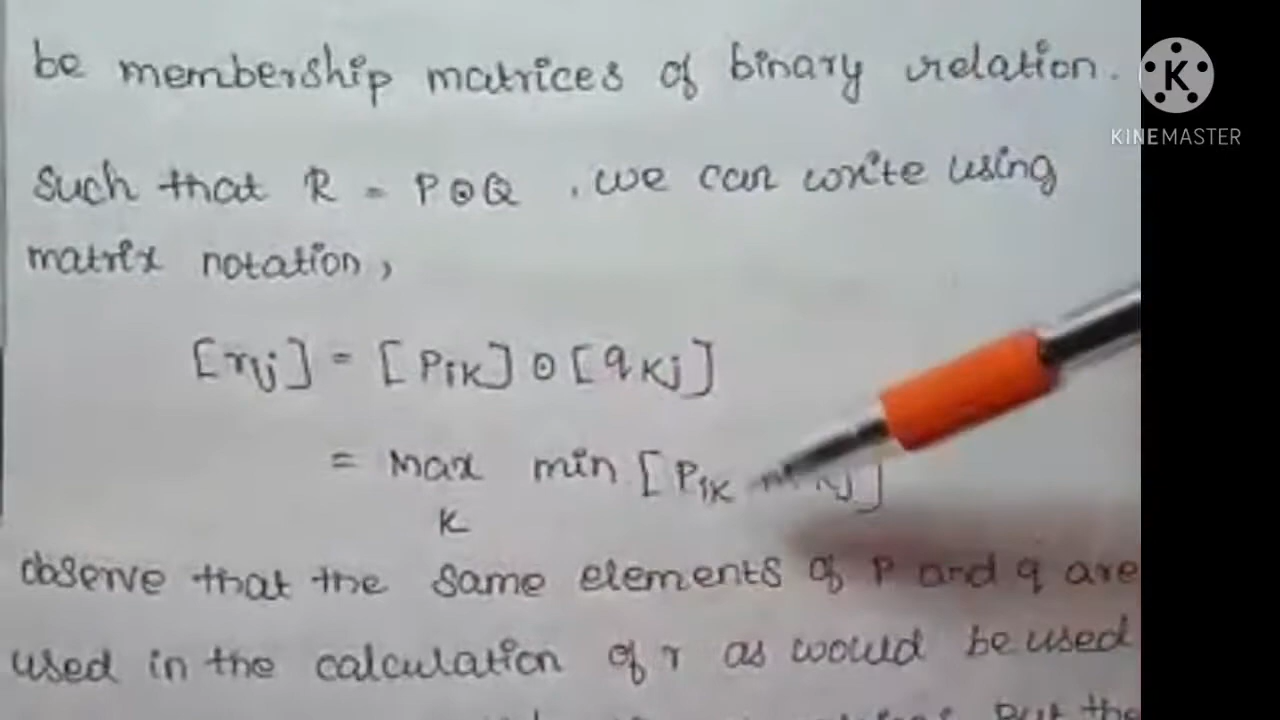 be membership matrices of binary relation.
such that R = P⊙Q . we can write using
matrix notation,
[rij] = [Pik] ⊙ [qkj]
= Max min [Pik
k
observe that the same elements of P and q are
used in the calculation of r as would be used
But the
K
KINEMASTER